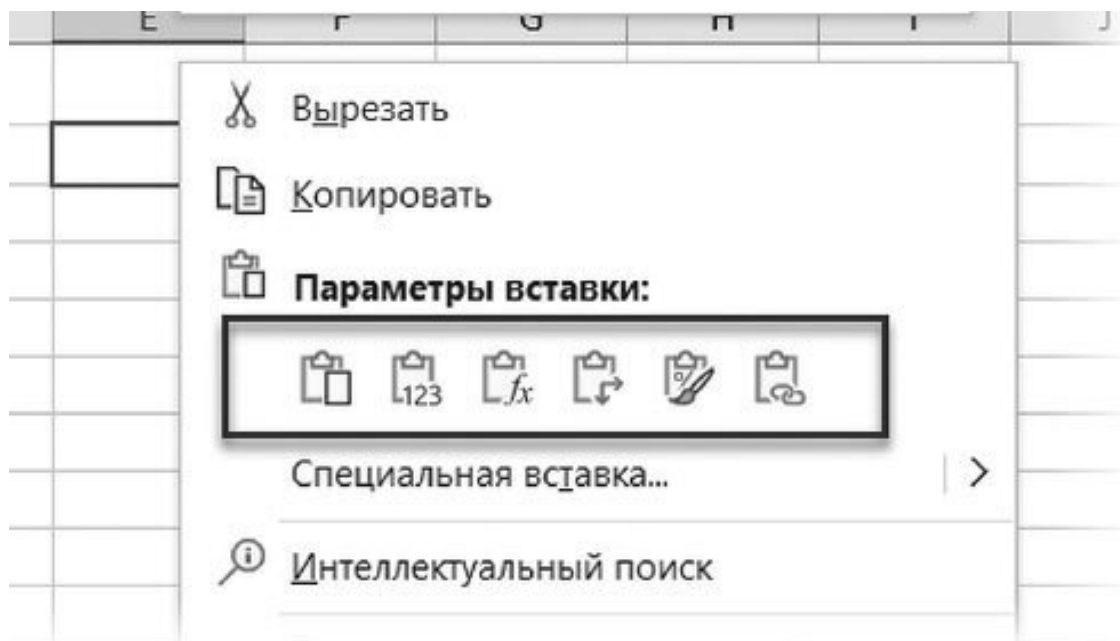 E F G H I J
Вырезать
Копировать
Параметры вставки:
123 fx %
Специальная вставка...
Интеллектуальный поиск